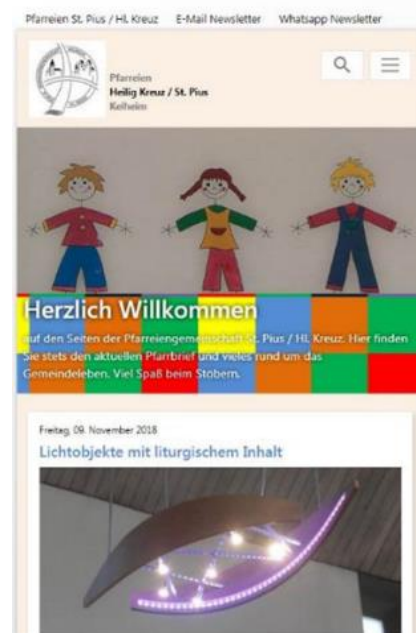 Pfarreien St. Pius / Hl. Kreuz E-Mail Newsletter Whatsapp Newsletter
Pfarreien
Heilig Kreuz / St. Pius
Kelheim
Herzlich Willkommen
auf den Seiten der Pfarreiengemeinschaft St. Pius / Hl. Kreuz. Hier finden
Sie stets den aktuellen Pfarrbrief und vieles rund um das
Gemeindeleben. Viel Spaß beim Stöbern.
Freitag, 09. November 2018
Lichtobjekte mit liturgischem Inhalt